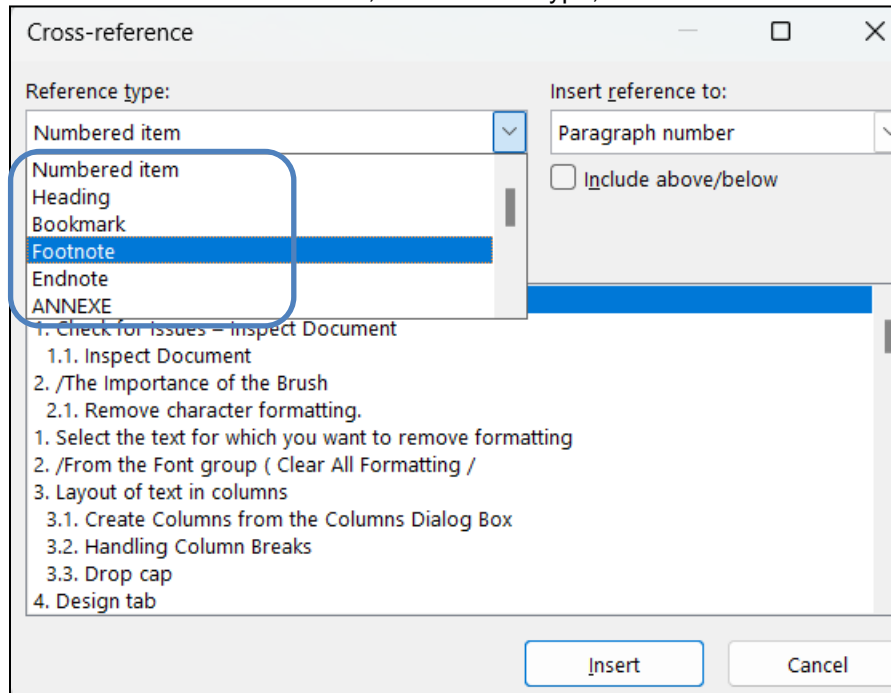 Cross-reference
Reference type:
Insert reference to:
Numbered item
Paragraph number
Numbered item
Heading
Bookmark
Footnote
Endnote
ANNEXE
Include above/below
1. Check for Issues – Inspect Document
1.1. Inspect Document
2. /The Importance of the Brush
2.1. Remove character formatting.
1. Select the text for which you want to remove formatting
2. /From the Font group ( Clear All Formatting /
3. Layout of text in columns
3.1. Create Columns from the Columns Dialog Box
3.2. Handling Column Breaks
3.3. Drop cap
4. Design tab
Insert
Cancel